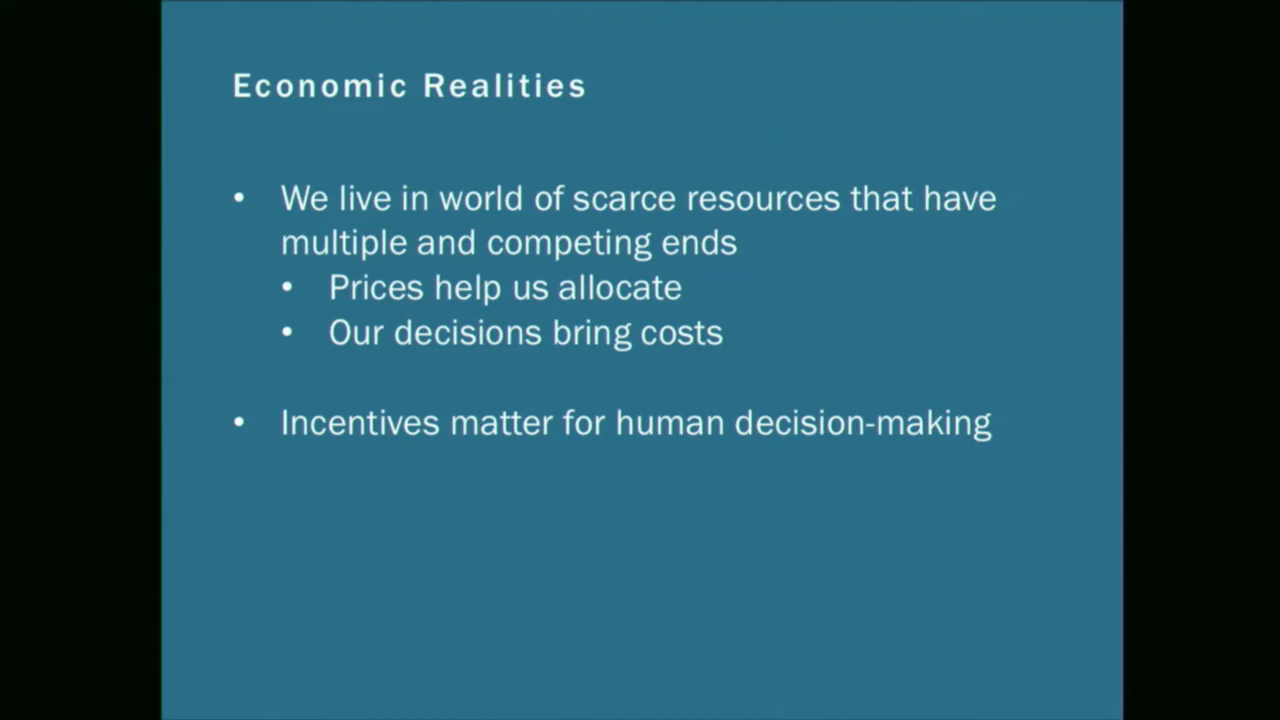 Economic Realities
• We live in world of scarce resources that have
multiple and competing ends
• Prices help us allocate
• Our decisions bring costs
• Incentives matter for human decision-making